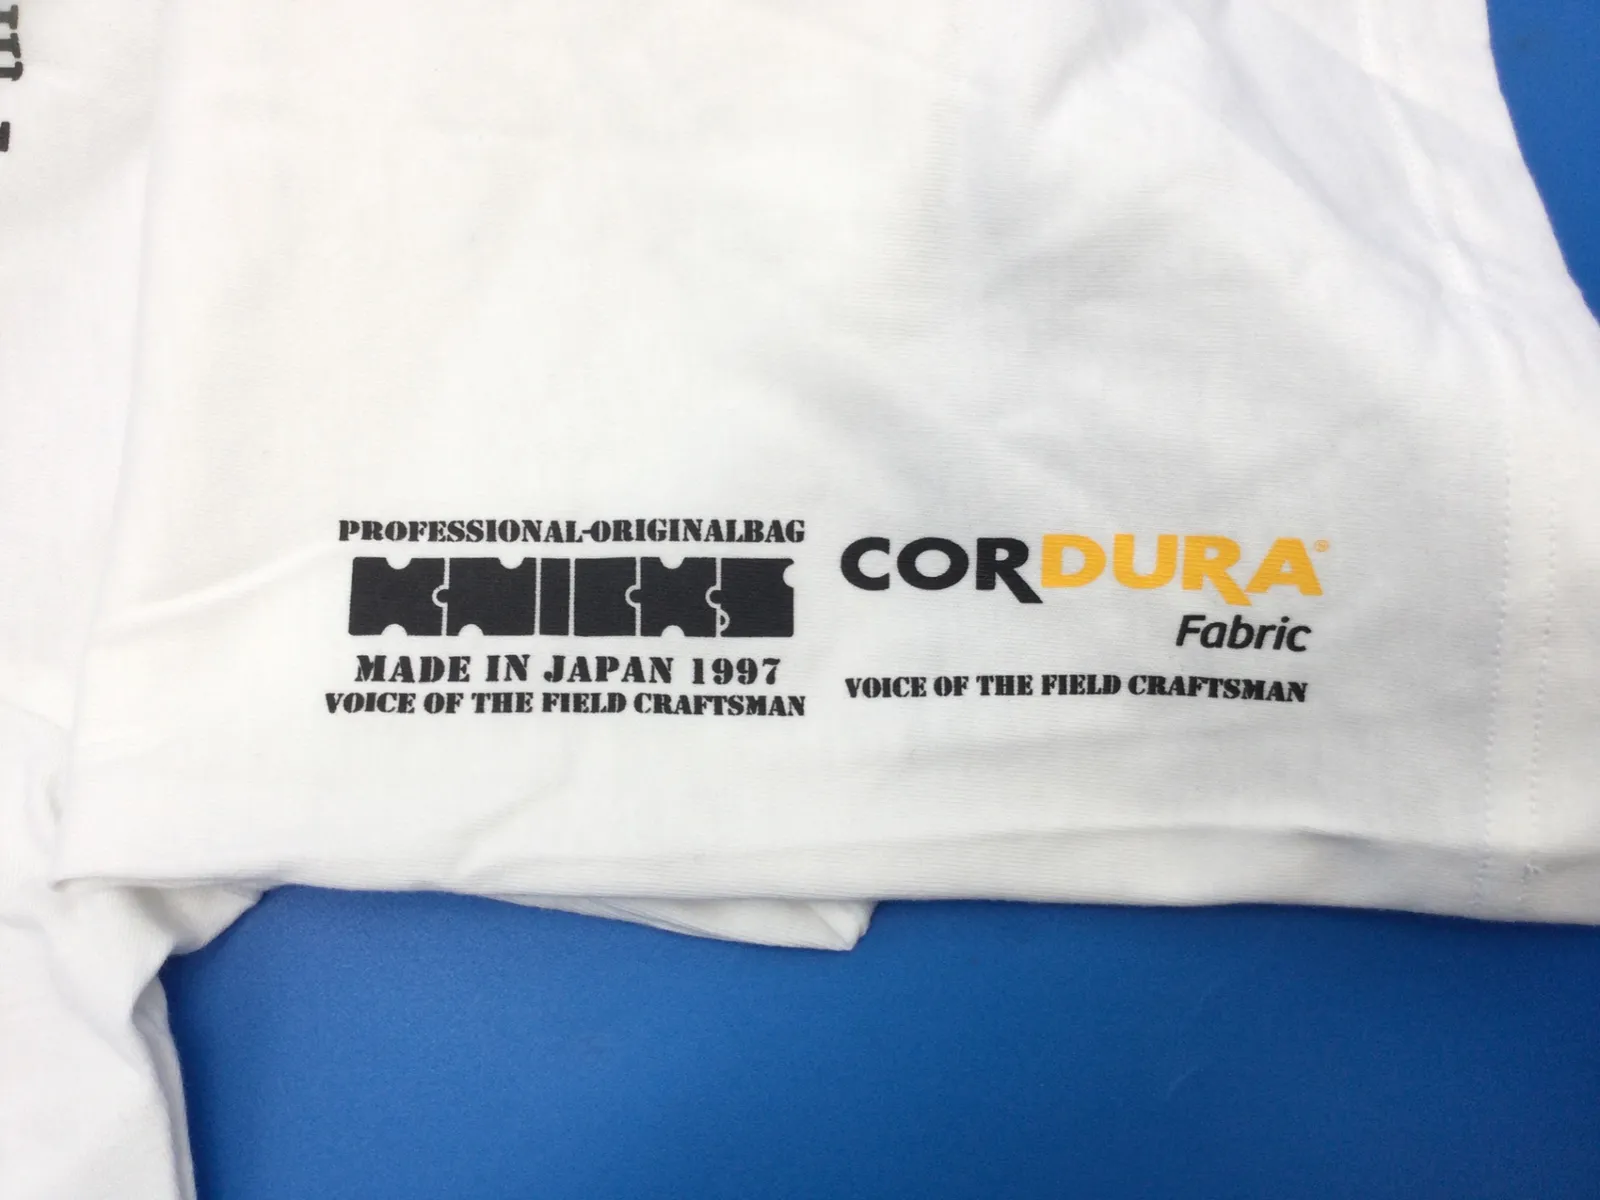 PROFESSIONAL-ORIGINALBAG
KNICKS
MADE IN JAPAN 1997
VOICE OF THE FIELD CRAFTSMAN
CORDURA®
Fabric
VOICE OF THE FIELD CRAFTSMAN